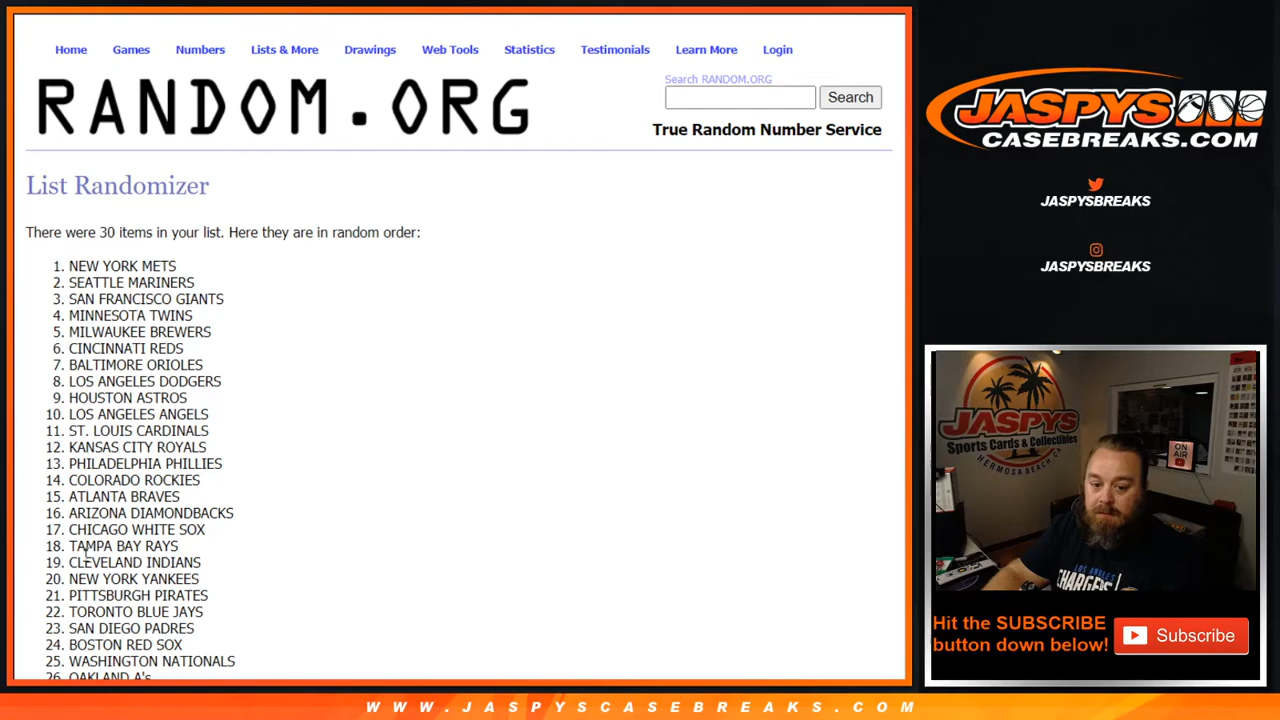 Home Games Numbers Lists & More Drawings Web Tools Statistics Testimonials Learn More Login
RANDOM.ORG
Search RANDOM.ORG
Search
True Random Number Service
List Randomizer
There were 30 items in your list. Here they are in random order:
1. NEW YORK METS
2. SEATTLE MARINERS
3. SAN FRANCISCO GIANTS
4. MINNESOTA TWINS
5. MILWAUKEE BREWERS
6. CINCINNATI REDS
7. BALTIMORE ORIOLES
8. LOS ANGELES DODGERS
9. HOUSTON ASTROS
10. LOS ANGELES ANGELS
11. ST. LOUIS CARDINALS
12. KANSAS CITY ROYALS
13. PHILADELPHIA PHILLIES
14. COLORADO ROCKIES
15. ATLANTA BRAVES
16. ARIZONA DIAMONDBACKS
17. CHICAGO WHITE SOX
18. TAMPA BAY RAYS
19. CLEVELAND INDIANS
20. NEW YORK YANKEES
21. PITTSBURGH PIRATES
22. TORONTO BLUE JAYS
23. SAN DIEGO PADRES
24. BOSTON RED SOX
25. WASHINGTON NATIONALS
26. OAKLAND A's
JASPYS
CASEBREAKS.COM
JASPYSBREAKS
JASPYSBREAKS
JASPYS
Sports Cards & Collectibles
HERMOSA BEACH, CA
ON
AIR
LOS ANGELES
CHARGERS
Hit the SUBSCRIBE
button down below!
Subscribe
WWW.JASPYSCASEBREAKS.COM